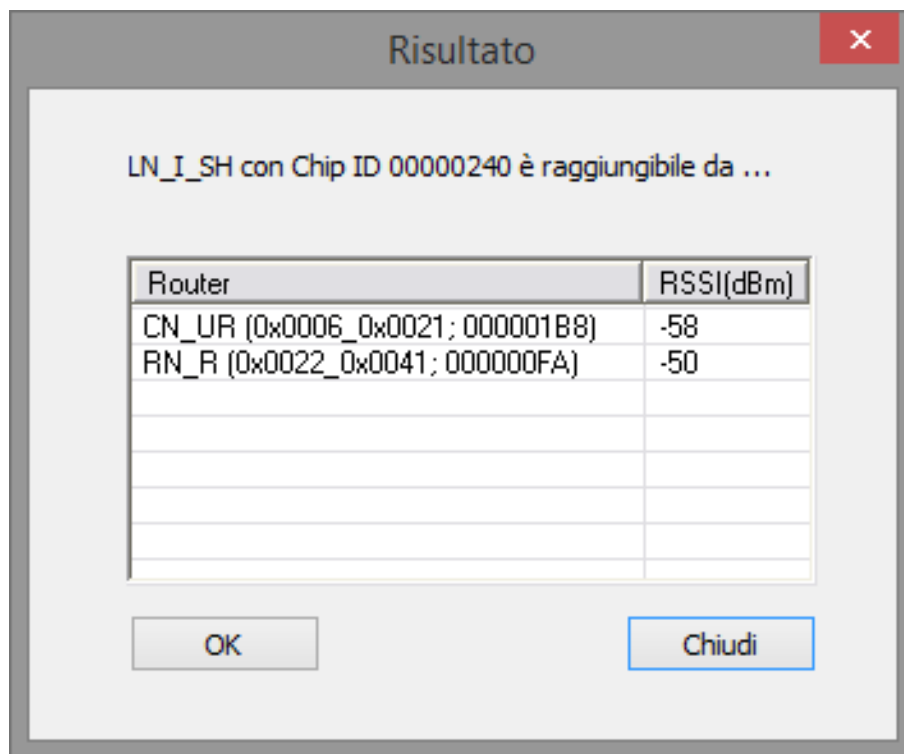 Risultato
LN_I_SH con Chip ID 00000240 è raggiungibile da ...
Router RSSI(dBm)
CN_UR (0x0006_0x0021; 000001B8) -58
RN_R (0x0022_0x0041; 000000FA) -50
OK Chiudi